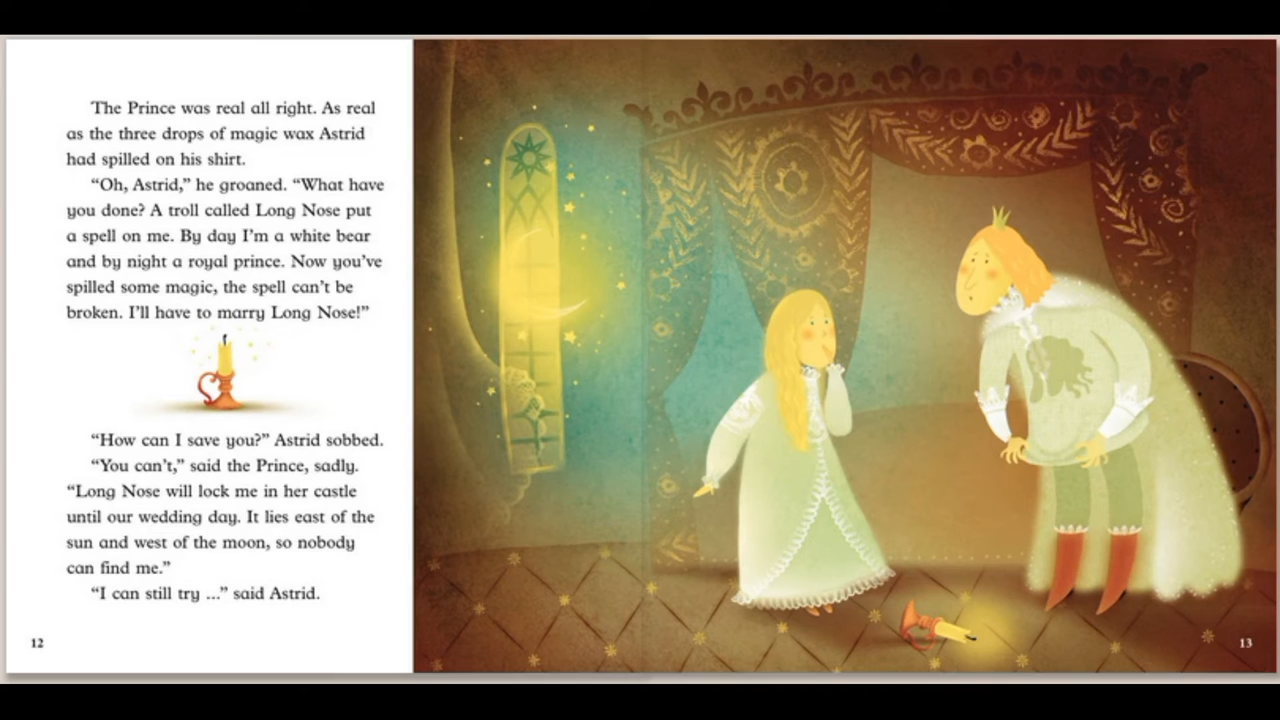 The Prince was real all right. As real
as the three drops of magic wax Astrid
had spilled on his shirt.
“Oh, Astrid,” he groaned. “What have
you done? A troll called Long Nose put
a spell on me. By day I’m a white bear
and by night a royal prince. Now you’ve
spilled some magic, the spell can’t be
broken. I’ll have to marry Long Nose!”
“How can I save you?” Astrid sobbed.
“You can’t,” said the Prince, sadly.
“Long Nose will lock me in her castle
until our wedding day. It lies east of the
sun and west of the moon, so nobody
can find me.”
“I can still try ...” said Astrid.
12
13